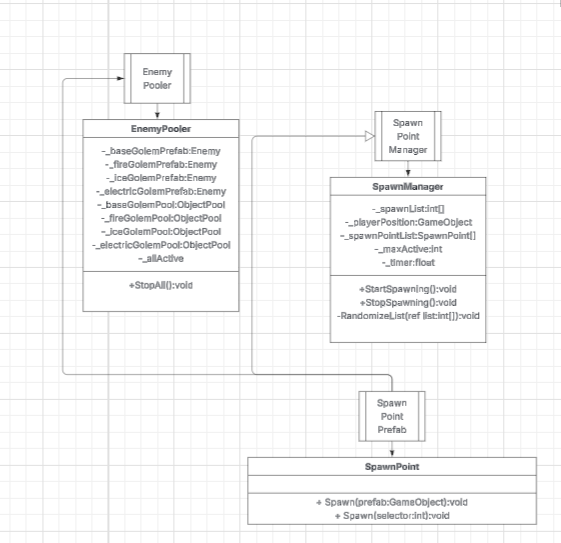 Enemy
Pooler
EnemyPooler
-_baseGolemPrefab:Enemy
-_fireGolemPrefab:Enemy
-_iceGolemPrefab:Enemy
-_electricGolemPrefab:Enemy
-_baseGolemPool:ObjectPool
-_fireGolemPool:ObjectPool
-_iceGolemPool:ObjectPool
-_electricGolemPool:ObjectPool
-_allActive
+StopAll():void
Spawn
Point
Manager
SpawnManager
-_spawnList:int[]
-_playerPosition:GameObject
-_spawnPointList:SpawnPoint[]
-_maxActive:int
-_timer:float
+StartSpawning():void
+StopSpawning():void
-RandomizeList(ref list:int[]):void
Spawn
Point
Prefab
SpawnPoint
+ Spawn(prefab:GameObject):void
+ Spawn(selector:int):void